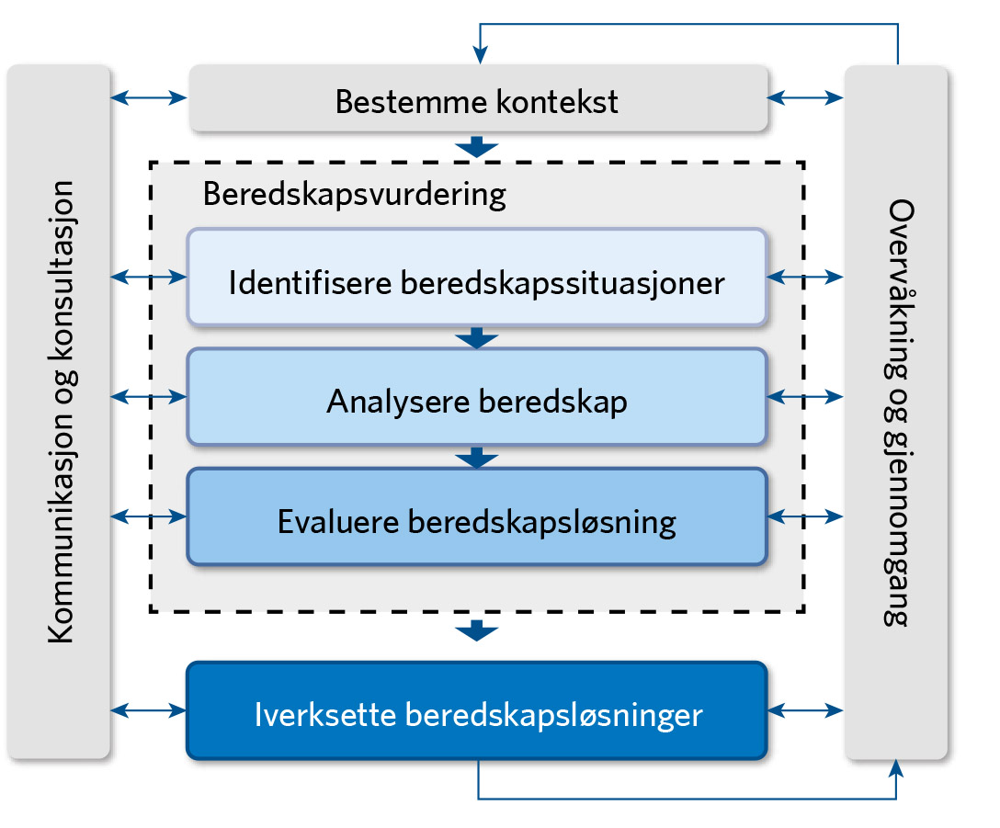 Bestemme kontekst
Kommunikasjon og konsultasjon
Beredskapsvurdering
Identifisere beredskapssituasjoner
Analysere beredskap
Evaluere beredskapsløsning
Overvåkning og gjennomgang
Iverksette beredskapsløsninger